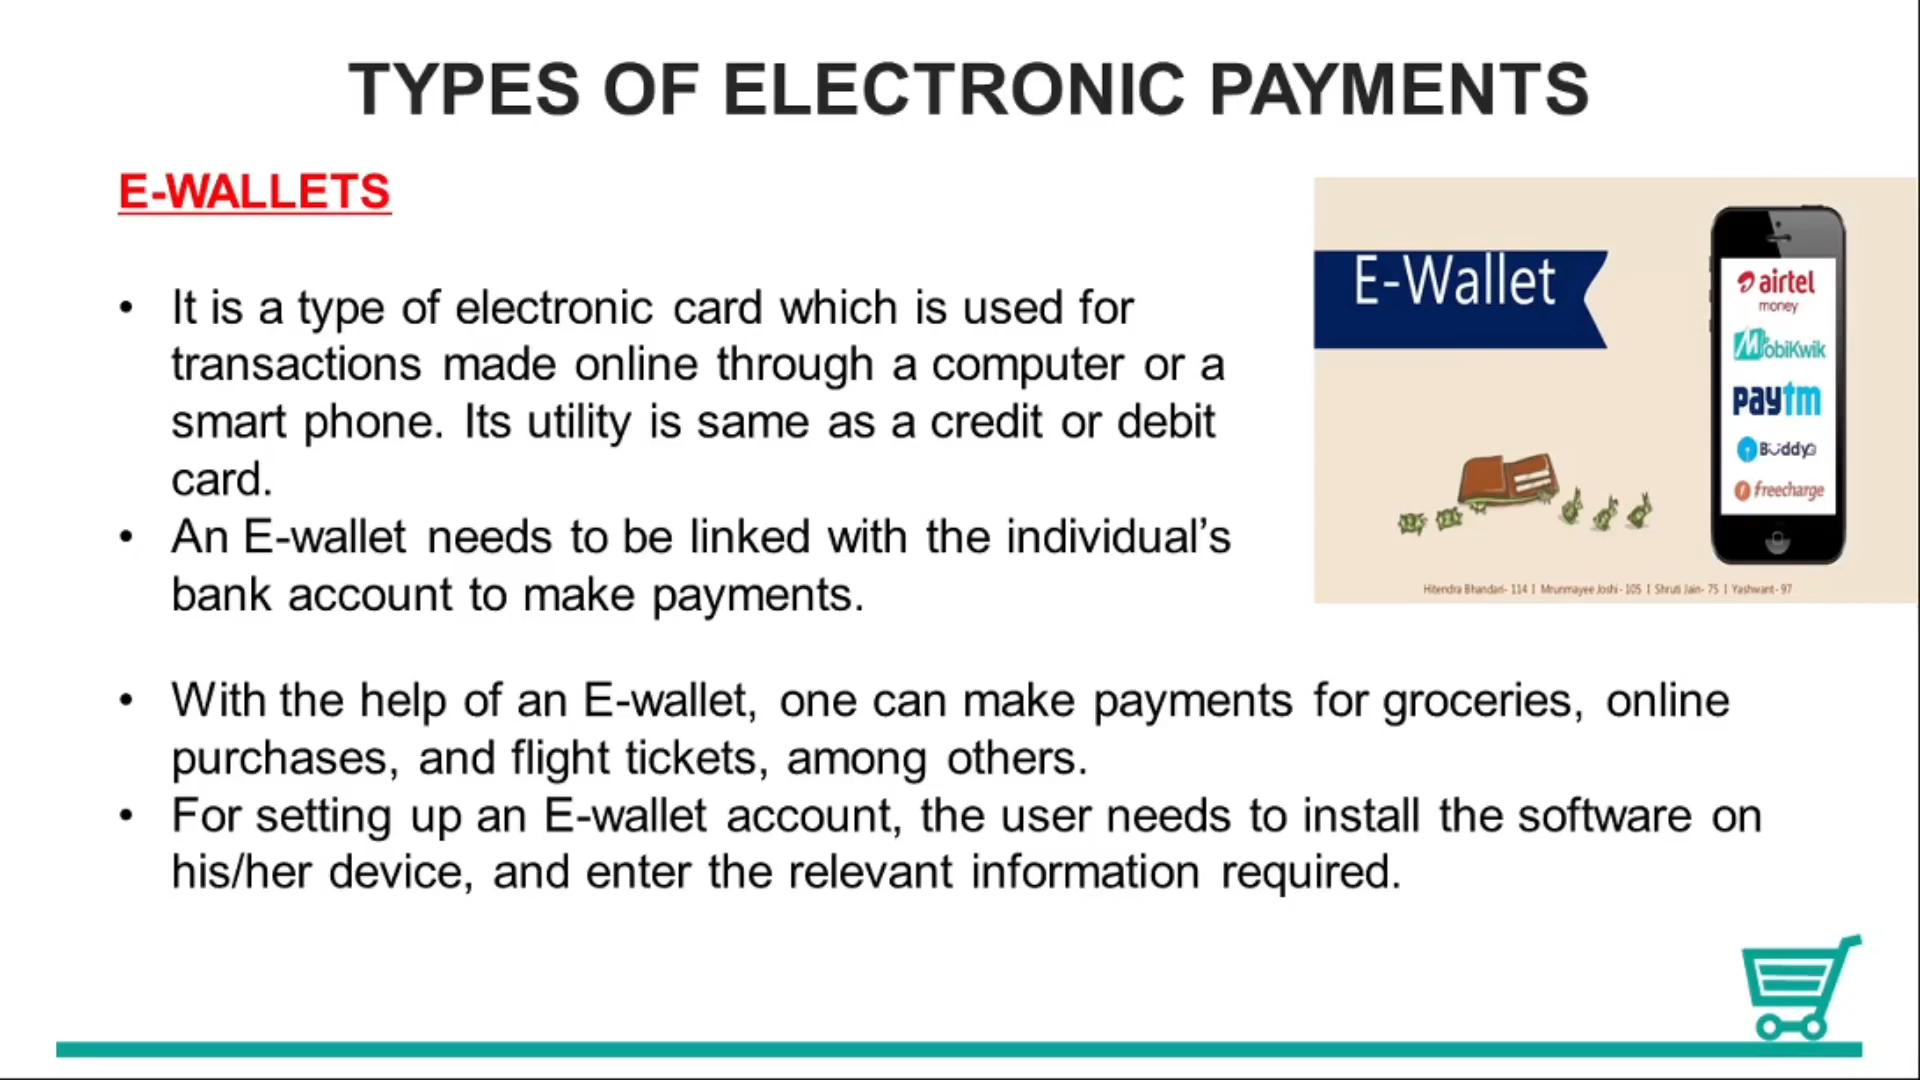 TYPES OF ELECTRONIC PAYMENTS
E-WALLETS
• It is a type of electronic card which is used for
transactions made online through a computer or a
smart phone. Its utility is same as a credit or debit
card.
• An E-wallet needs to be linked with the individual’s
bank account to make payments.
E-Wallet
airtel
money
MobiKwik
paytm
Buddy
freecharge
Hitendra Bhandari- 114 I Mrunmayee Joshi- 105 I Shruti Jain- 75 I Yashwant- 97
• With the help of an E-wallet, one can make payments for groceries, online
purchases, and flight tickets, among others.
• For setting up an E-wallet account, the user needs to install the software on
his/her device, and enter the relevant information required.